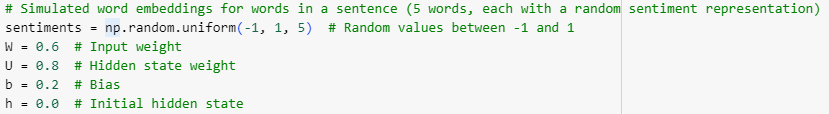 # Simulated word embeddings for words in a sentence (5 words, each with a random sentiment representation)
sentiments = np.random.uniform(-1, 1, 5)  # Random values between -1 and 1
W = 0.6  # Input weight
U = 0.8  # Hidden state weight
b = 0.2  # Bias
h = 0.0  # Initial hidden state